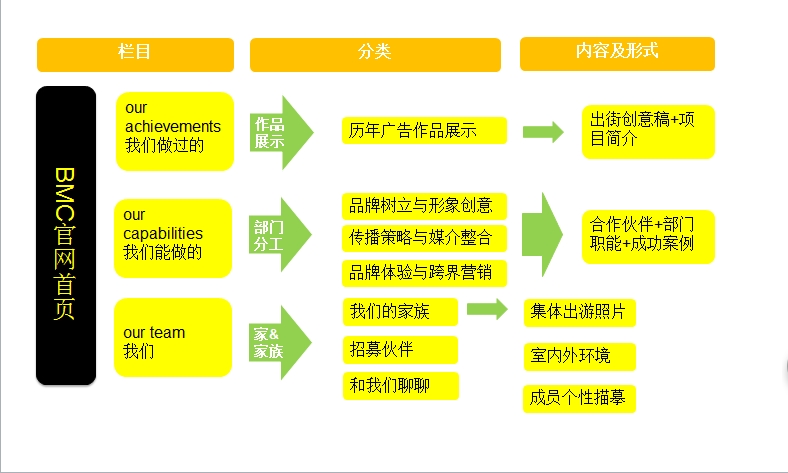 栏目
分类
内容及形式
BMC官网首页
our
achievements
我们做过的
作品
展示
历年广告作品展示
出街创意稿+项
目简介
our
capabilities
我们能做的
部门
分工
品牌树立与形象创意
传播策略与媒介整合
品牌体验与跨界营销
合作伙伴+部门
职能+成功案例
our team
我们
家&
家族
我们的家族
招募伙伴
和我们聊聊
集体出游照片
室内外环境
成员个性描摹